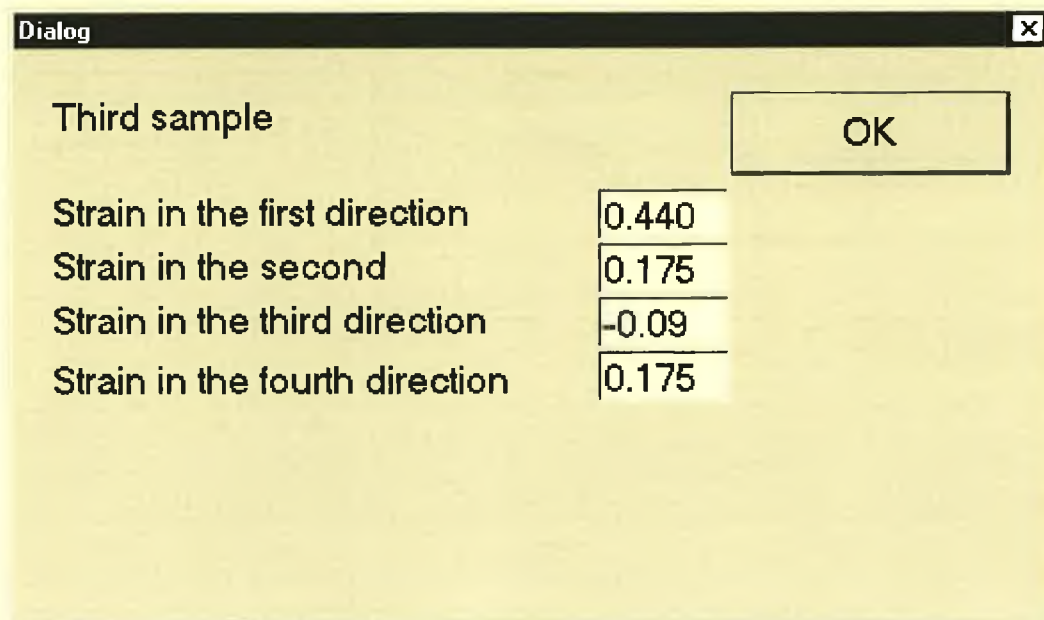 Dialog
Third sample
OK
Strain in the first direction 0.440
Strain in the second 0.175
Strain in the third direction -0.09
Strain in the fourth direction 0.175